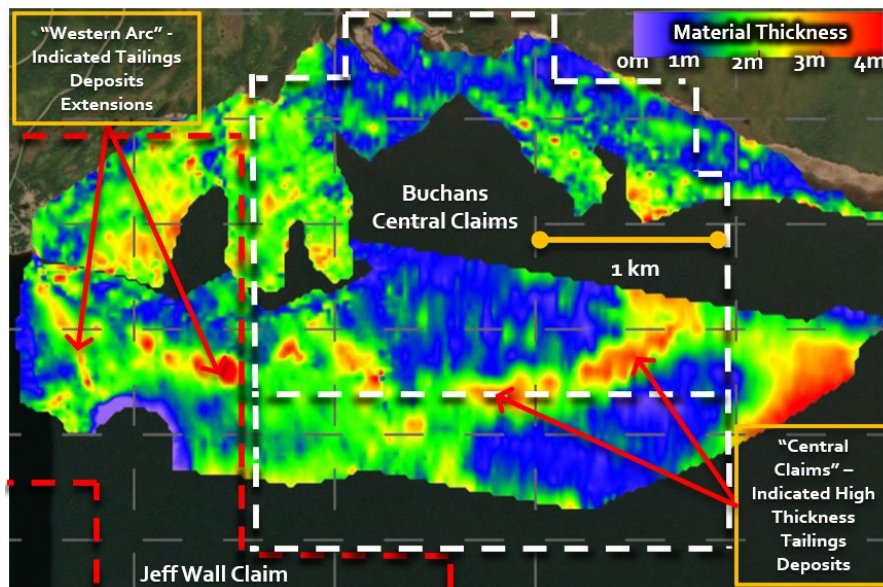 "Western Arc" -
Indicated Tailings
Deposits
Extensions
Material Thickness
0m 1m 2m 3m 4m
Buchans
Central Claims
1 km
"Central
Claims" –
Indicated High
Thickness
Tailings
Deposits
Jeff Wall Claim